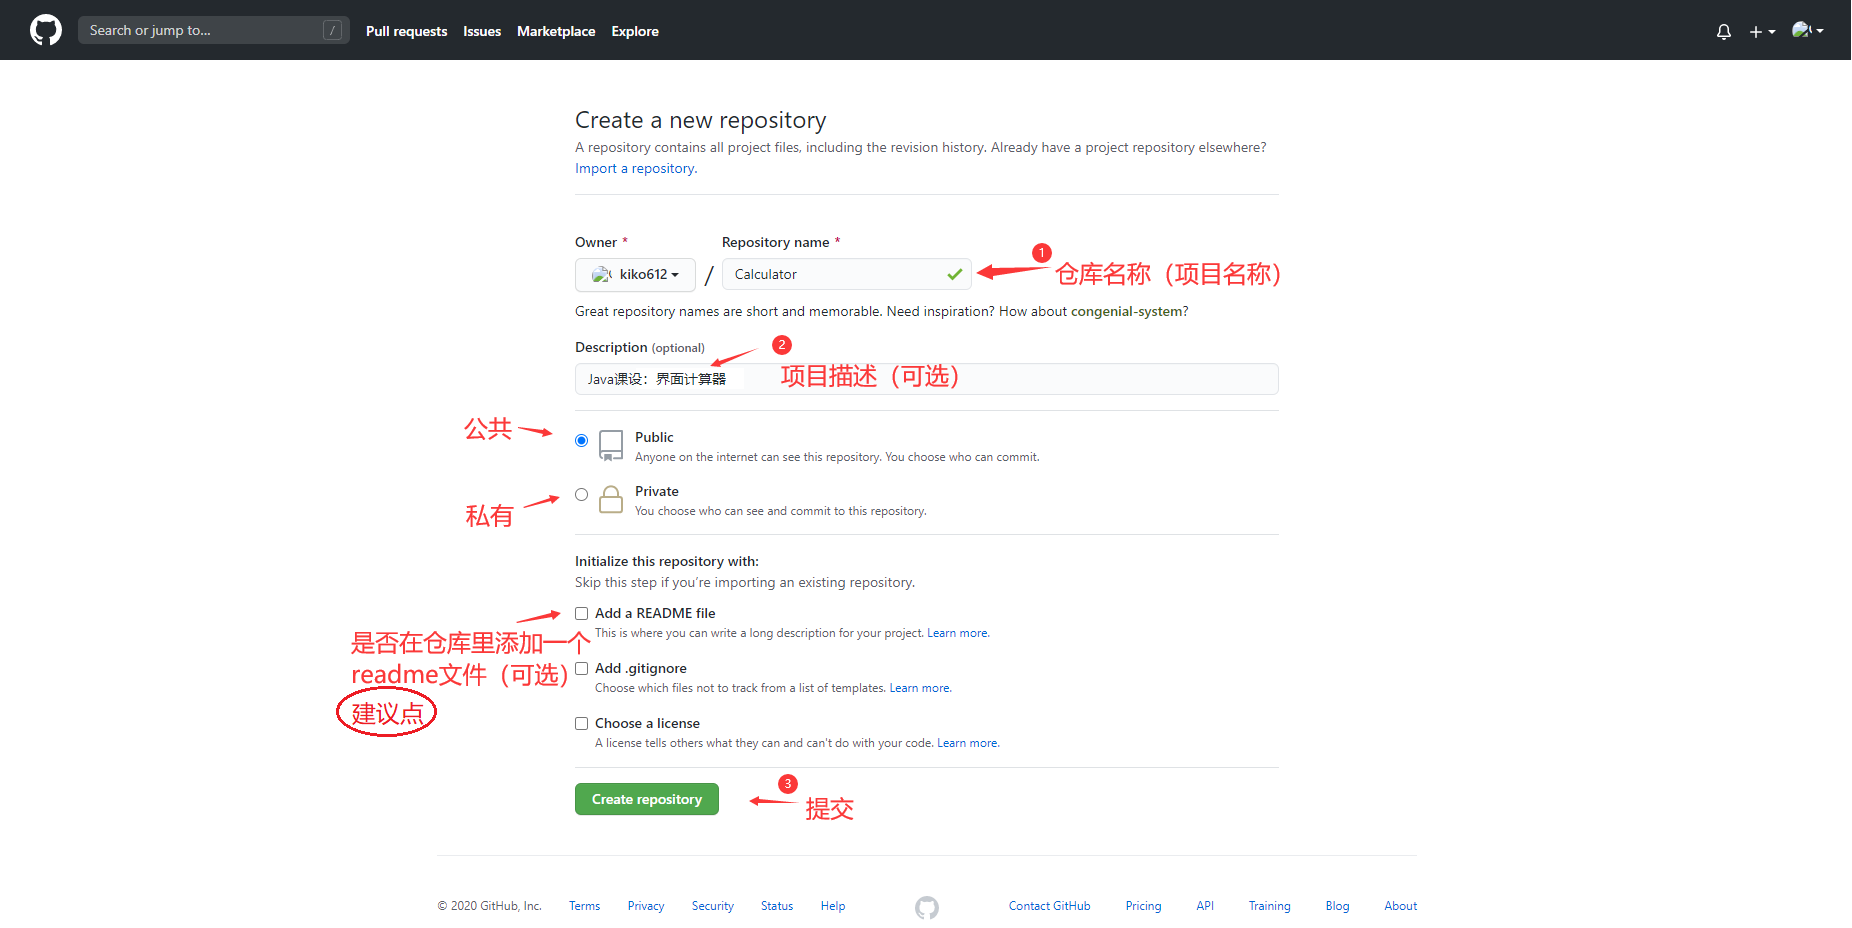 Search or jump to... /
Pull requests Issues Marketplace Explore
Create a new repository
A repository contains all project files, including the revision history. Already have a project repository elsewhere?
Import a repository.
Owner * Repository name *
kiko612 / Calculator
1
仓库名称（项目名称）
Great repository names are short and memorable. Need inspiration? How about congenial-system?
Description (optional)
2
Java课设：界面计算器
项目描述（可选）
公共
Public
Anyone on the internet can see this repository. You choose who can commit.
私有
Private
You choose who can see and commit to this repository.
Initialize this repository with:
Skip this step if you're importing an existing repository.
Add a README file
This is where you can write a long description for your project. Learn more.
是否在仓库里添加一个
readme文件（可选）
建议点
Add .gitignore
Choose which files not to track from a list of templates. Learn more.
Choose a license
A license tells others what they can and can't do with your code. Learn more.
Create repository
3
提交
© 2020 GitHub, Inc. Terms Privacy Security Status Help Contact GitHub Pricing API Training Blog About